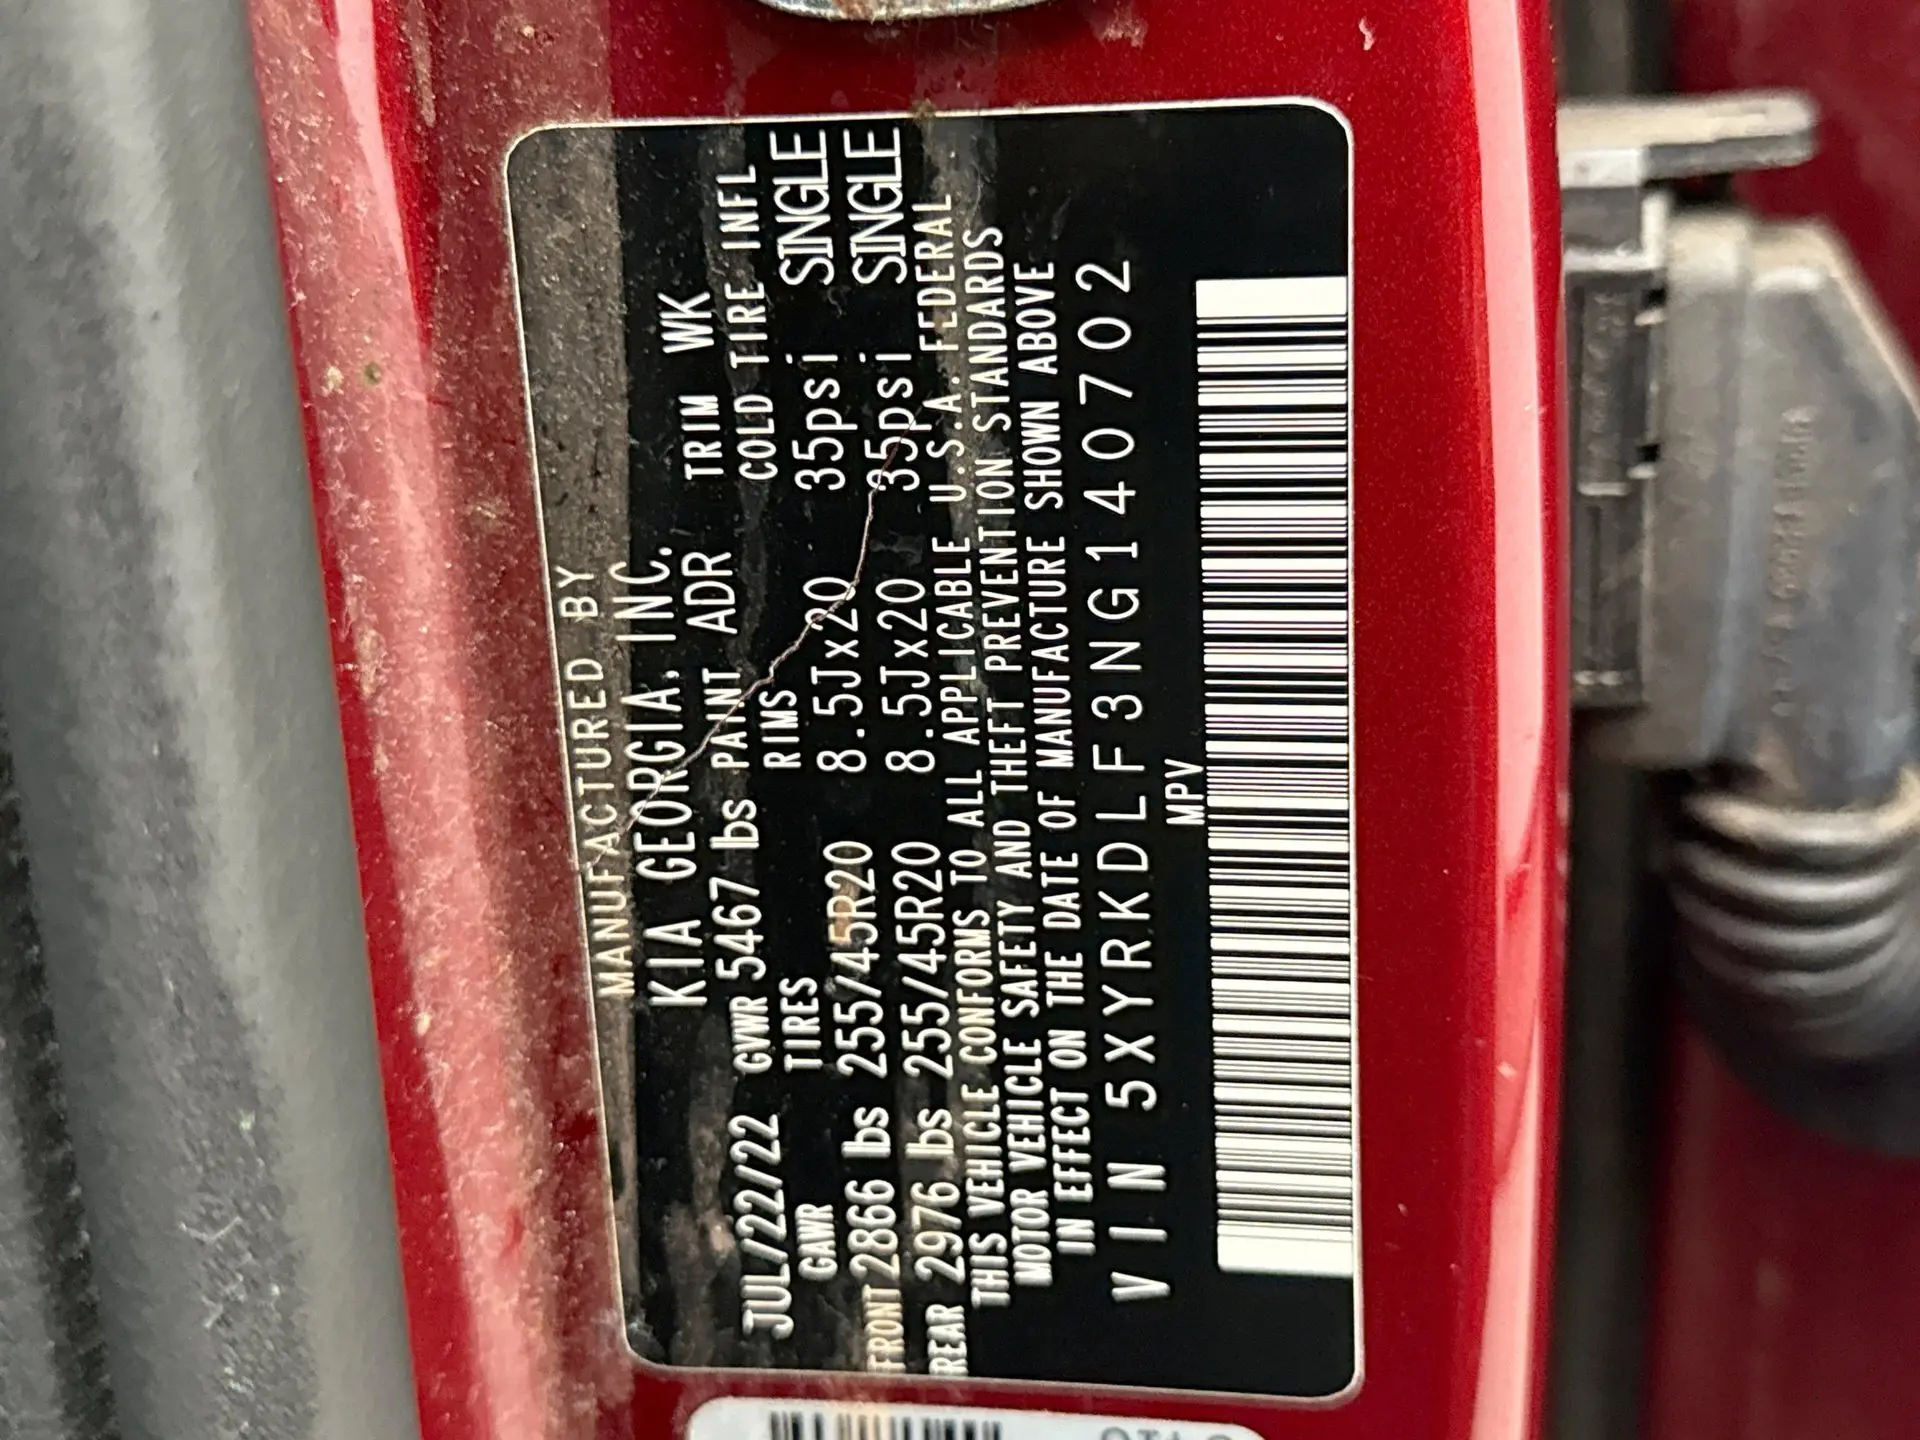 MANUFACTURED BY
KIA GEORGIA, INC.
JUL/22/22 GVWR 5467 lbs PAINT ADR TRIM WK
GAWR TIRES RIMS COLD TIRE INFL
FRONT 2866 lbs 255/45R20 8.5Jx20 35psi SINGLE
REAR 2976 lbs 255/45R20 8.5Jx20 35psi SINGLE
THIS VEHICLE CONFORMS TO ALL APPLICABLE U.S.A. FEDERAL
MOTOR VEHICLE SAFETY AND THEFT PREVENTION STANDARDS
IN EFFECT ON THE DATE OF MANUFACTURE SHOWN ABOVE
VIN 5XYRKDLF3NG140702
MPV